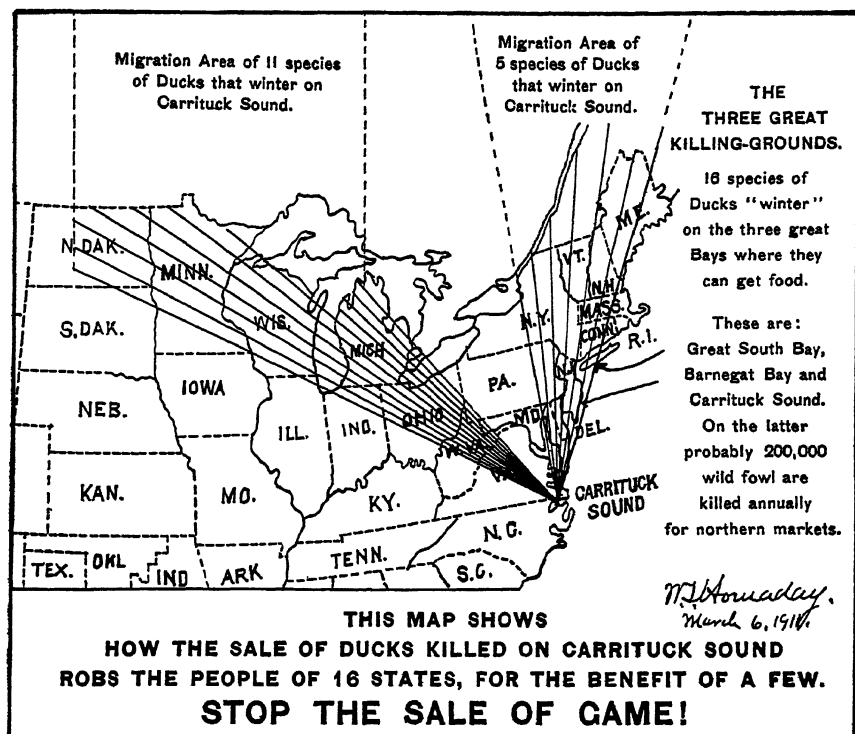 Migration Area of 11 species
of Ducks that winter on
Carrituck Sound.
Migration Area of
5 species of Ducks
that winter on
Carrituck Sound.
THE
THREE GREAT
KILLING-GROUNDS.
16 species of
Ducks "winter"
on the three great
Bays where they
can get food.
These are:
Great South Bay,
Barnegat Bay and
Carrituck Sound.
On the latter
probably 200,000
wild fowl are
killed annually
for northern markets.
N.DAK.
MINN.
S.DAK.
WIS.
MICH
IOWA
NEB.
ILL.
IND.
OHIO
PA.
N.Y.
VT.
ME.
N.H.
MASS.
CONN.
R.I.
N.J.
MD.
DEL.
W.VA.
KAN.
MO.
KY.
CARRITUCK
SOUND
N.C.
TENN.
S.C.
TEX.
OKL
IND
ARK
W.T. Hornaday.
March 6, 1911.
THIS MAP SHOWS
HOW THE SALE OF DUCKS KILLED ON CARRITUCK SOUND
ROBS THE PEOPLE OF 16 STATES, FOR THE BENEFIT OF A FEW.
STOP THE SALE OF GAME!